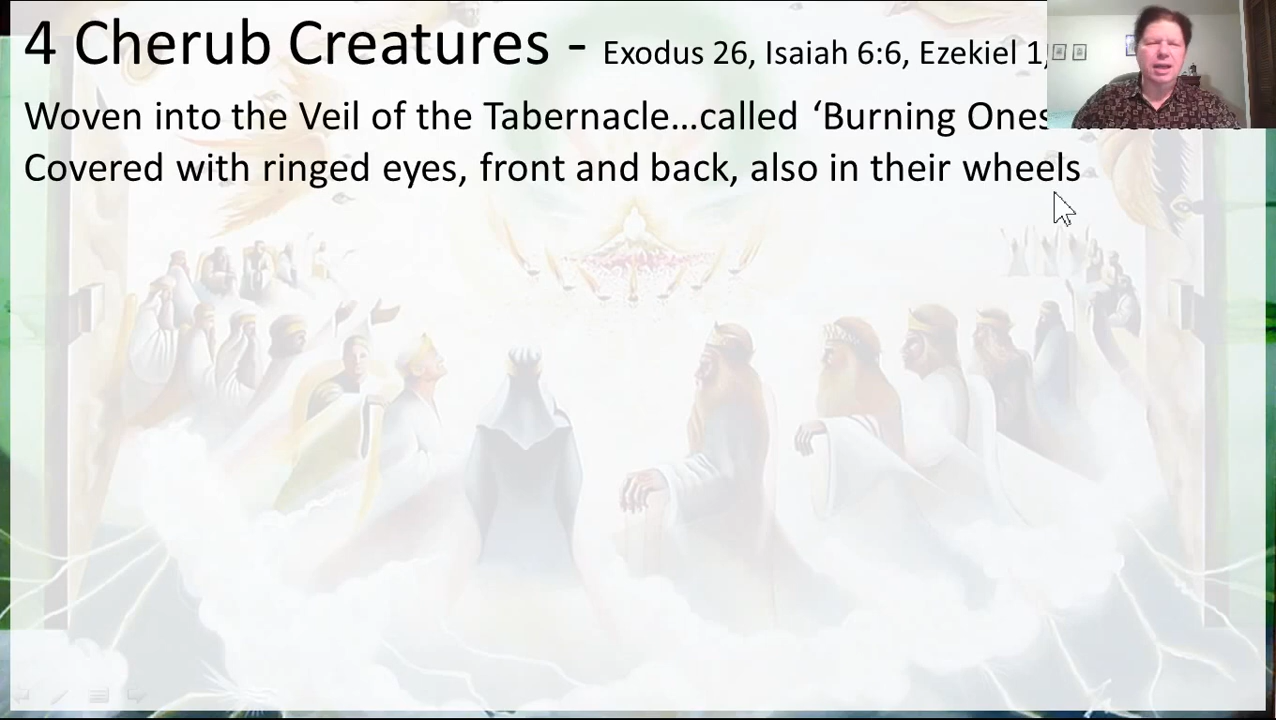 4 Cherub Creatures - Exodus 26, Isaiah 6:6, Ezekiel 1,
Woven into the Veil of the Tabernacle...called ‘Burning Ones
Covered with ringed eyes, front and back, also in their wheels